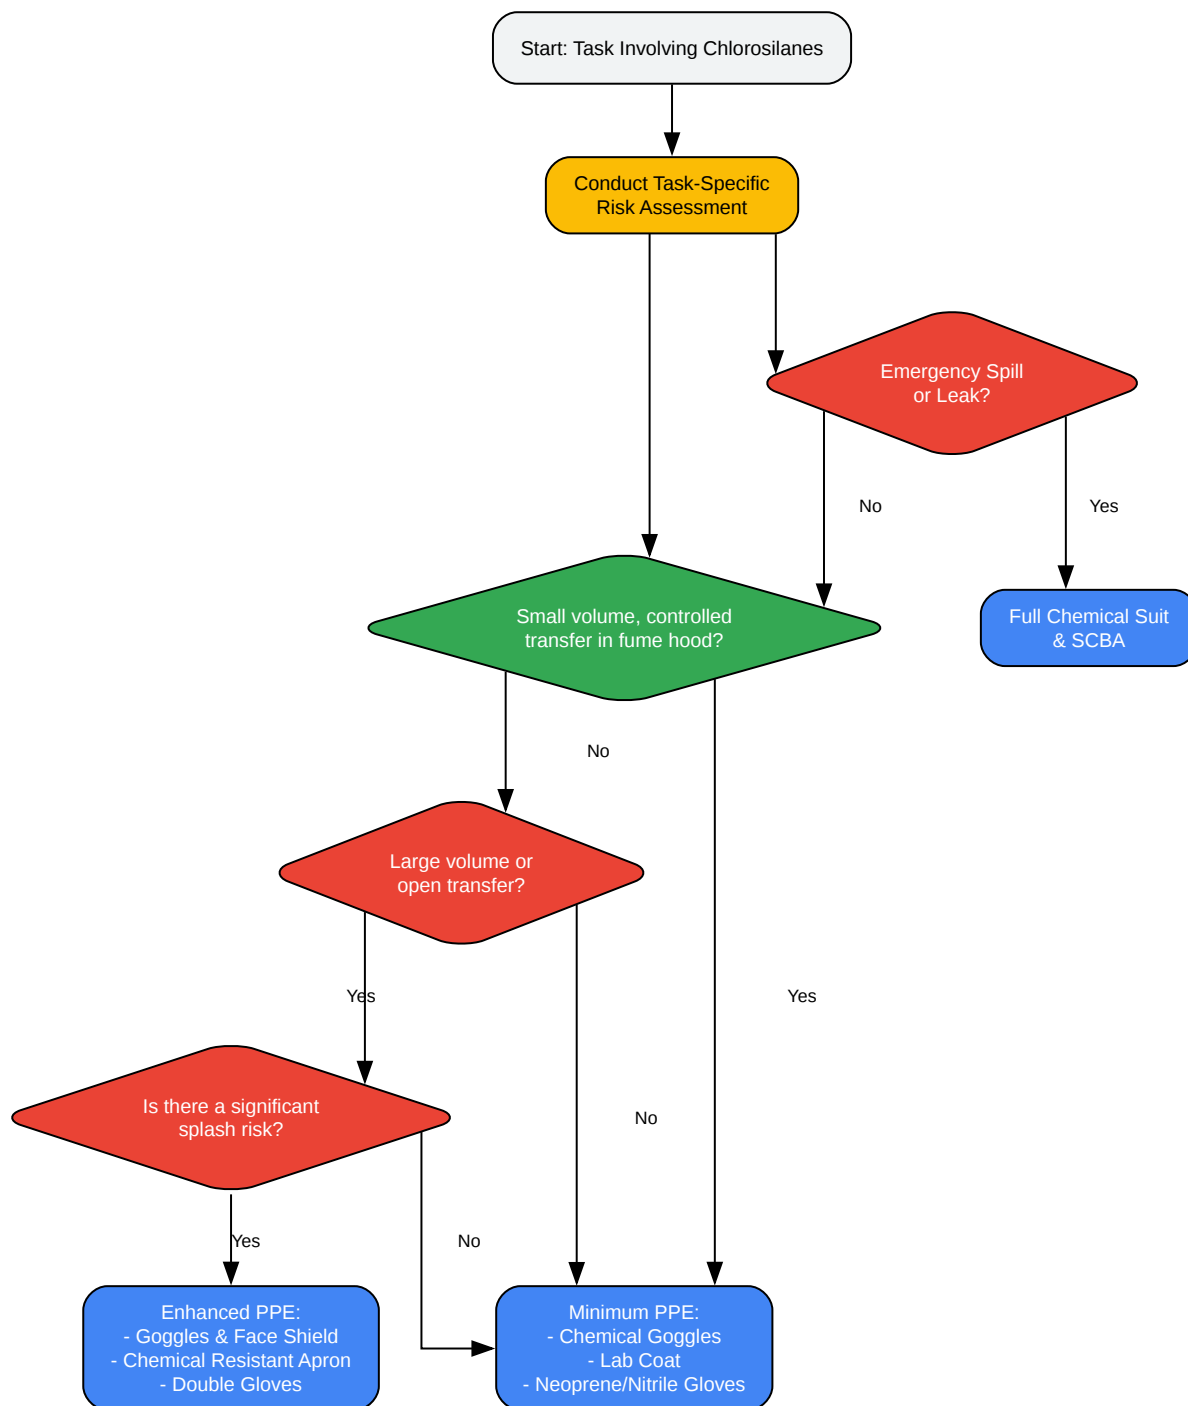 Start: Task Involving Chlorosilanes
Conduct Task-Specific
Risk Assessment
Emergency Spill
or Leak?
No
Yes
Small volume, controlled
transfer in fume hood?
Full Chemical Suit
& SCBA
No
Large volume or
open transfer?
Yes
Yes
Is there a significant
splash risk?
No
Yes
No
Enhanced PPE:
- Goggles & Face Shield
- Chemical Resistant Apron
- Double Gloves
Minimum PPE:
- Chemical Goggles
- Lab Coat
- Neoprene/Nitrile Gloves